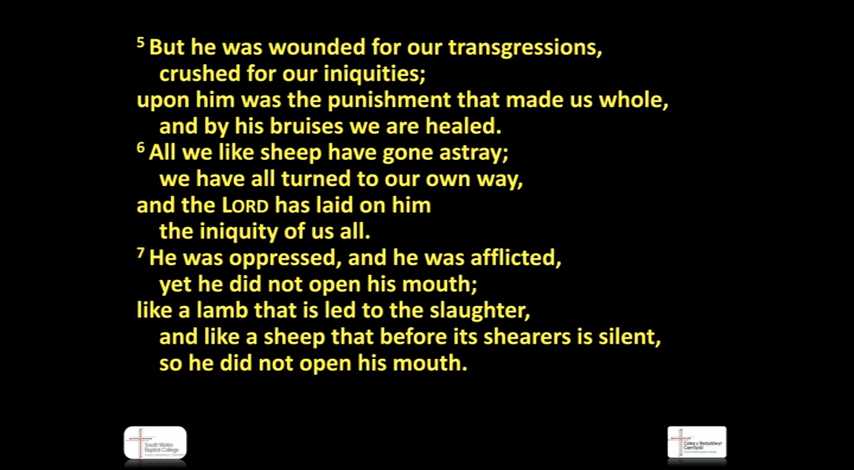 5 But he was wounded for our transgressions,
crushed for our iniquities;
upon him was the punishment that made us whole,
and by his bruises we are healed.
6 All we like sheep have gone astray;
we have all turned to our own way,
and the LORD has laid on him
the iniquity of us all.
7 He was oppressed, and he was afflicted,
yet he did not open his mouth;
like a lamb that is led to the slaughter,
and like a sheep that before its shearers is silent,
so he did not open his mouth.
South Wales
Baptist College